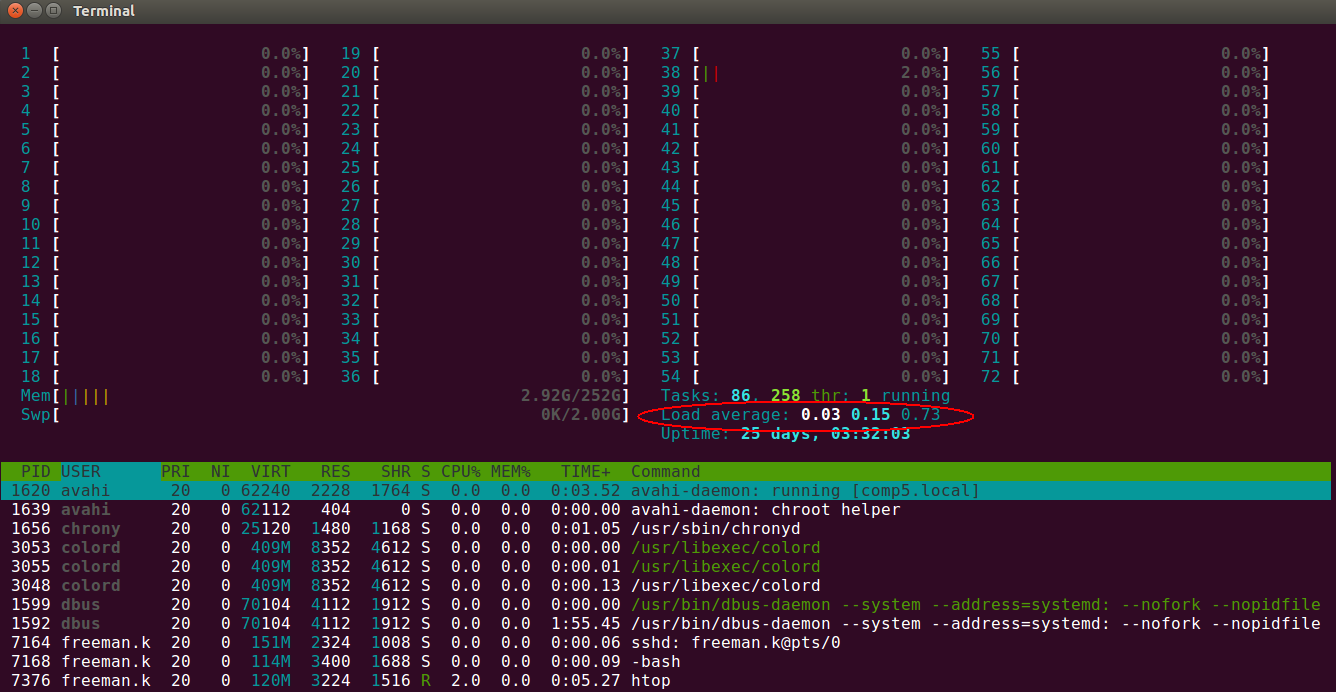 Terminal
1 [ 0.0%] 19 [ 0.0%] 37 [ 0.0%] 55 [ 0.0%]
2 [ 0.0%] 20 [ 0.0%] 38 [|| 2.0%] 56 [ 0.0%]
3 [ 0.0%] 21 [ 0.0%] 39 [ 0.0%] 57 [ 0.0%]
4 [ 0.0%] 22 [ 0.0%] 40 [ 0.0%] 58 [ 0.0%]
5 [ 0.0%] 23 [ 0.0%] 41 [ 0.0%] 59 [ 0.0%]
6 [ 0.0%] 24 [ 0.0%] 42 [ 0.0%] 60 [ 0.0%]
7 [ 0.0%] 25 [ 0.0%] 43 [ 0.0%] 61 [ 0.0%]
8 [ 0.0%] 26 [ 0.0%] 44 [ 0.0%] 62 [ 0.0%]
9 [ 0.0%] 27 [ 0.0%] 45 [ 0.0%] 63 [ 0.0%]
10 [ 0.0%] 28 [ 0.0%] 46 [ 0.0%] 64 [ 0.0%]
11 [ 0.0%] 29 [ 0.0%] 47 [ 0.0%] 65 [ 0.0%]
12 [ 0.0%] 30 [ 0.0%] 48 [ 0.0%] 66 [ 0.0%]
13 [ 0.0%] 31 [ 0.0%] 49 [ 0.0%] 67 [ 0.0%]
14 [ 0.0%] 32 [ 0.0%] 50 [ 0.0%] 68 [ 0.0%]
15 [ 0.0%] 33 [ 0.0%] 51 [ 0.0%] 69 [ 0.0%]
16 [ 0.0%] 34 [ 0.0%] 52 [ 0.0%] 70 [ 0.0%]
17 [ 0.0%] 35 [ 0.0%] 53 [ 0.0%] 71 [ 0.0%]
18 [ 0.0%] 36 [ 0.0%] 54 [ 0.0%] 72 [ 0.0%]
Mem[||||| 2.92G/252G] Tasks: 86, 258 thr; 1 running
Swp[ 0K/2.00G] Load average: 0.03 0.15 0.73
Uptime: 25 days, 03:32:03
PID USER PRI NI VIRT RES SHR S CPU% MEM% TIME+ Command
1620 avahi 20 0 62240 2228 1764 S 0.0 0.0 0:03.52 avahi-daemon: running [comp5.local]
1639 avahi 20 0 62112 404 0 S 0.0 0.0 0:00.00 avahi-daemon: chroot helper
1656 chrony 20 0 25120 1480 1168 S 0.0 0.0 0:01.05 /usr/sbin/chronyd
3053 colord 20 0 409M 8352 4612 S 0.0 0.0 0:00.00 /usr/libexec/colord
3055 colord 20 0 409M 8352 4612 S 0.0 0.0 0:00.01 /usr/libexec/colord
3048 colord 20 0 409M 8352 4612 S 0.0 0.0 0:00.13 /usr/libexec/colord
1599 dbus 20 0 70104 4112 1912 S 0.0 0.0 0:00.00 /usr/bin/dbus-daemon --system --address=systemd: --nofork --nopidfile
1592 dbus 20 0 70104 4112 1912 S 0.0 0.0 1:55.45 /usr/bin/dbus-daemon --system --address=systemd: --nofork --nopidfile
7164 freeman.k 20 0 151M 2324 1008 S 0.0 0.0 0:00.06 sshd: freeman.k@pts/0
7168 freeman.k 20 0 114M 3400 1688 S 0.0 0.0 0:00.09 -bash
7376 freeman.k 20 0 120M 3224 1516 R 2.0 0.0 0:05.27 htop